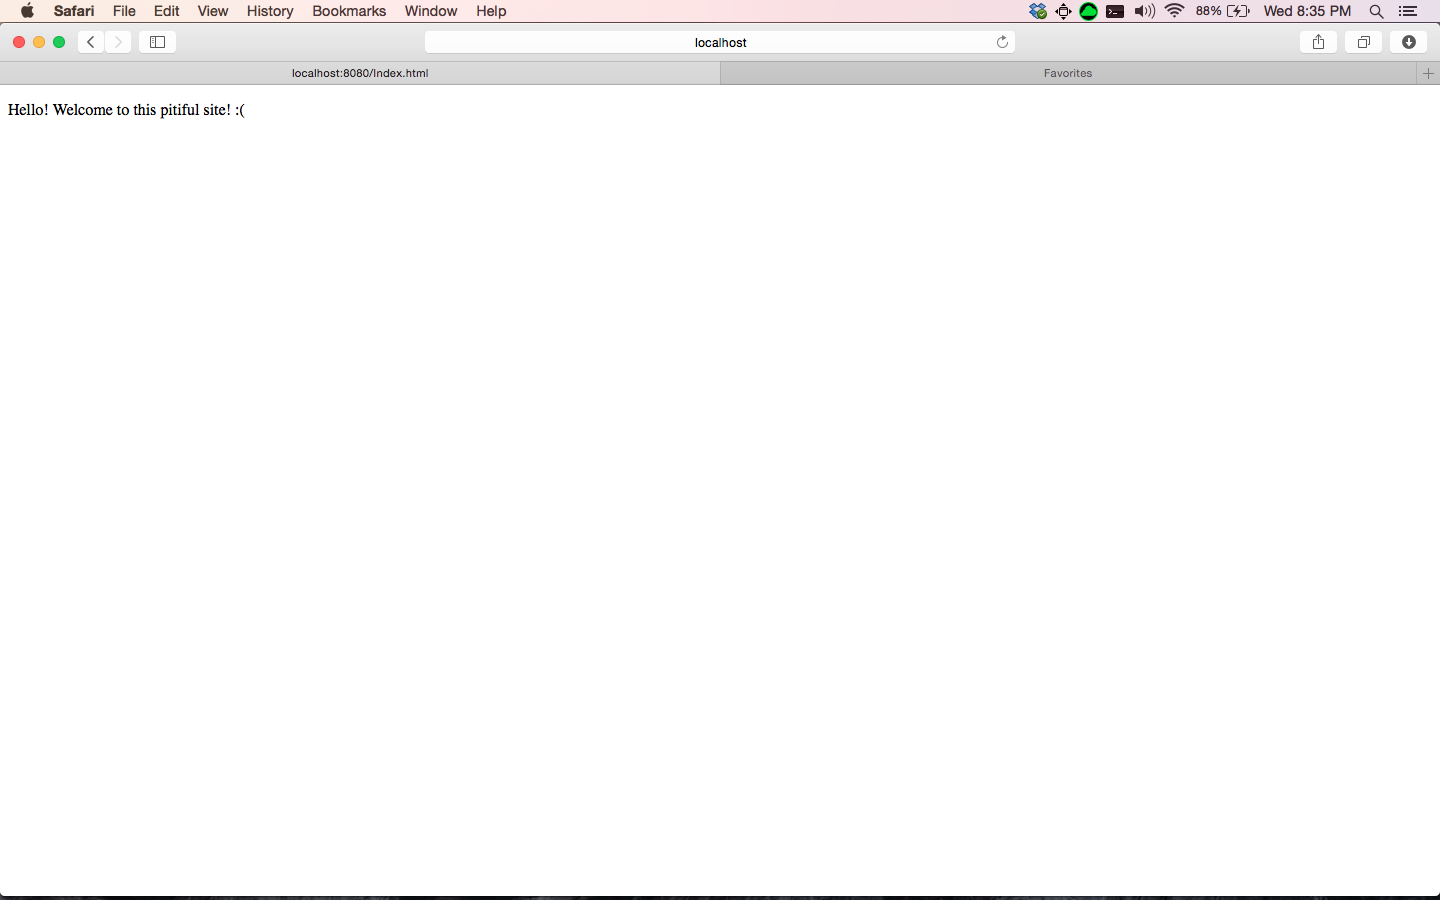 Safari File Edit View History Bookmarks Window Help 88% Wed 8:35 PM
localhost
localhost:8080/Index.html Favorites
Hello! Welcome to this pitiful site! :(